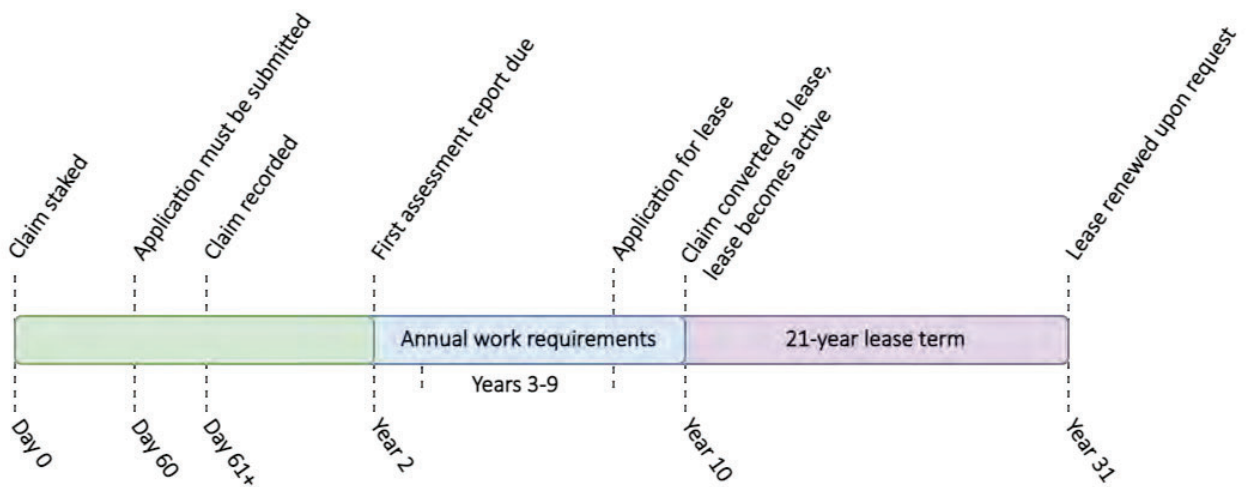 Claim staked
Application must be submitted
Claim recorded
First assessment report due
Application for lease
Claim converted to lease,
lease becomes active
Lease renewed upon request
Annual work requirements
21-year lease term
Years 3-9
Day 0
Day 60
Day 61+
Year 2
Year 10
Year 31